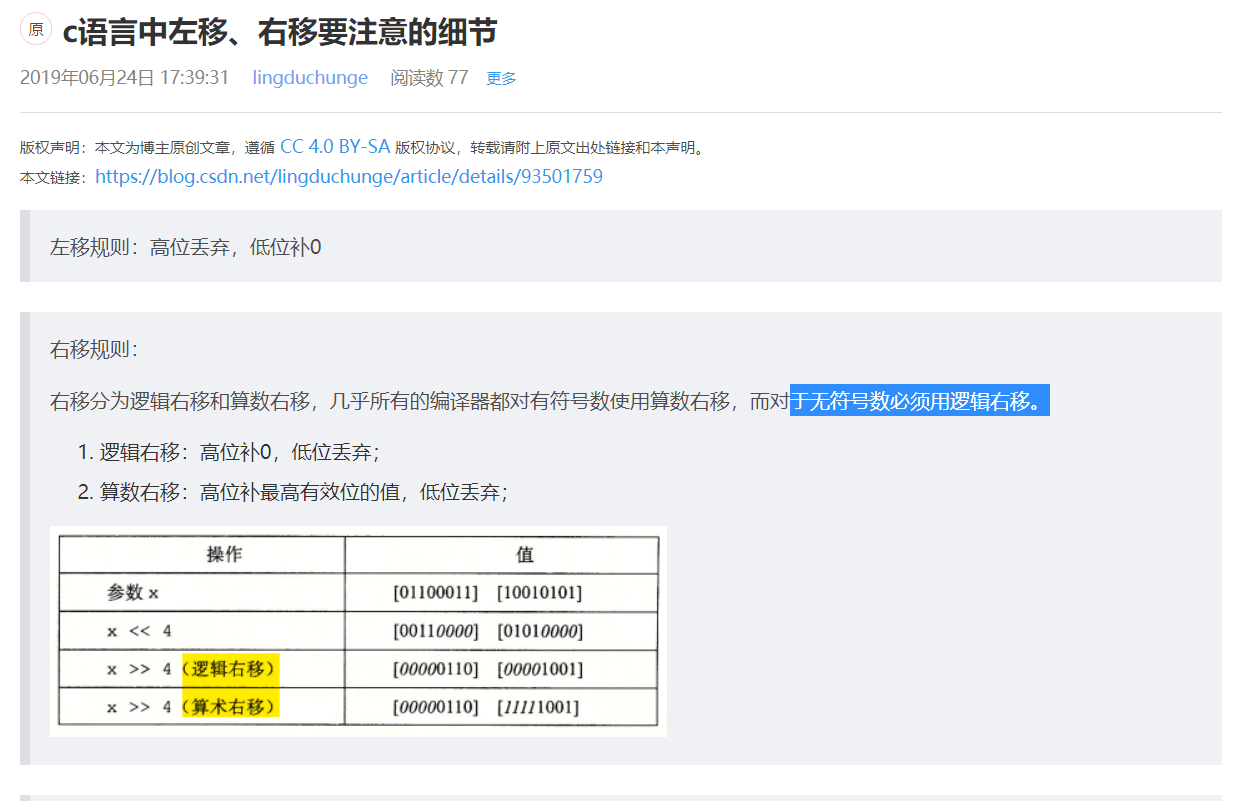 原 c语言中左移、右移要注意的细节
2019年06月24日 17:39:31 lingduchunge 阅读数 77 更多
版权声明：本文为博主原创文章，遵循 CC 4.0 BY-SA 版权协议，转载请附上原文出处链接和本声明。
本文链接：https://blog.csdn.net/lingduchunge/article/details/93501759
左移规则：高位丢弃，低位补0
右移规则：
右移分为逻辑右移和算数右移，几乎所有的编译器都对有符号数使用算数右移，而对于无符号数必须用逻辑右移。
1. 逻辑右移：高位补0，低位丢弃；
2. 算数右移：高位补最高有效位的值，低位丢弃；
操作 值
参数 x [01100011] [10010101]
x << 4 [00110000] [01010000]
x >> 4（逻辑右移） [00000110] [00001001]
x >> 4（算术右移） [00000110] [11111001]